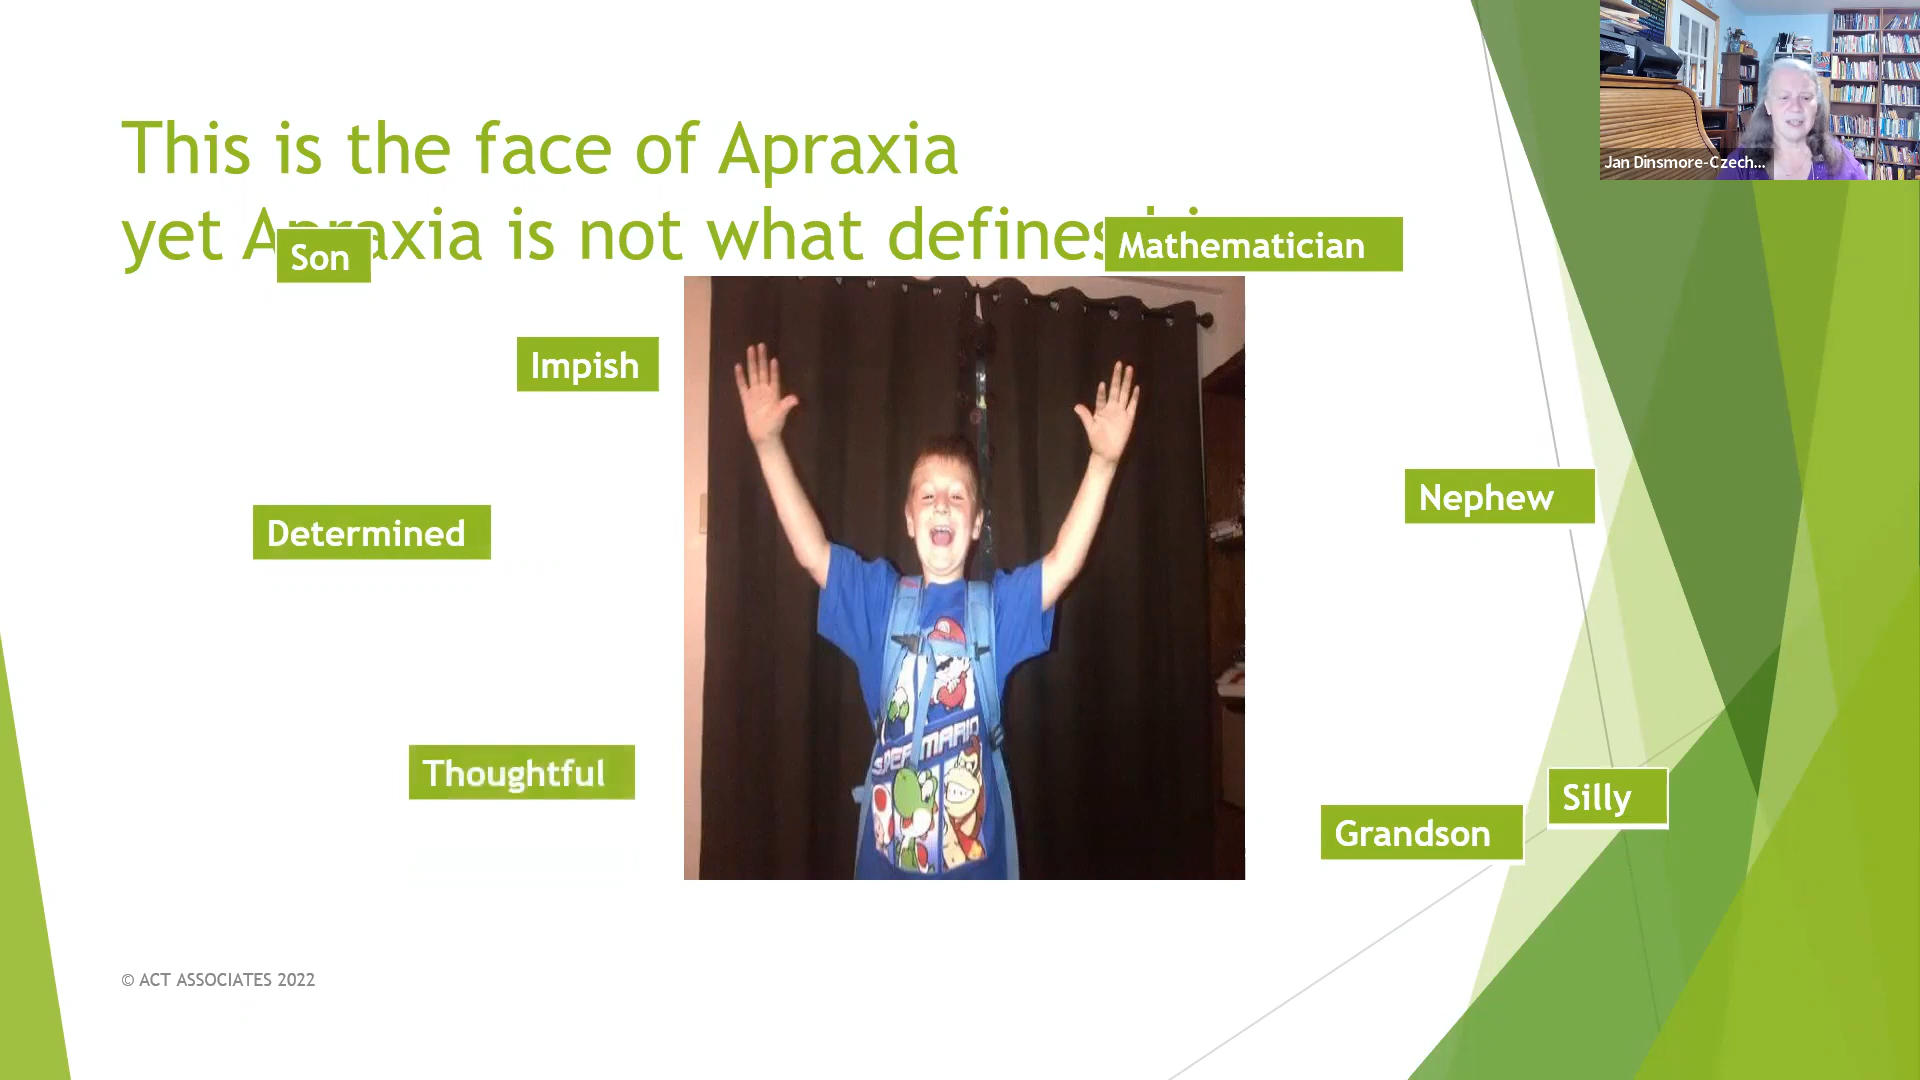 This is the face of Apraxia
yet Apraxia is not what defines
Jan Dinsmore-Czech...
Son
Mathematician
Impish
Nephew
Determined
Thoughtful
Silly
Grandson
SUPER MARIO
© ACT ASSOCIATES 2022